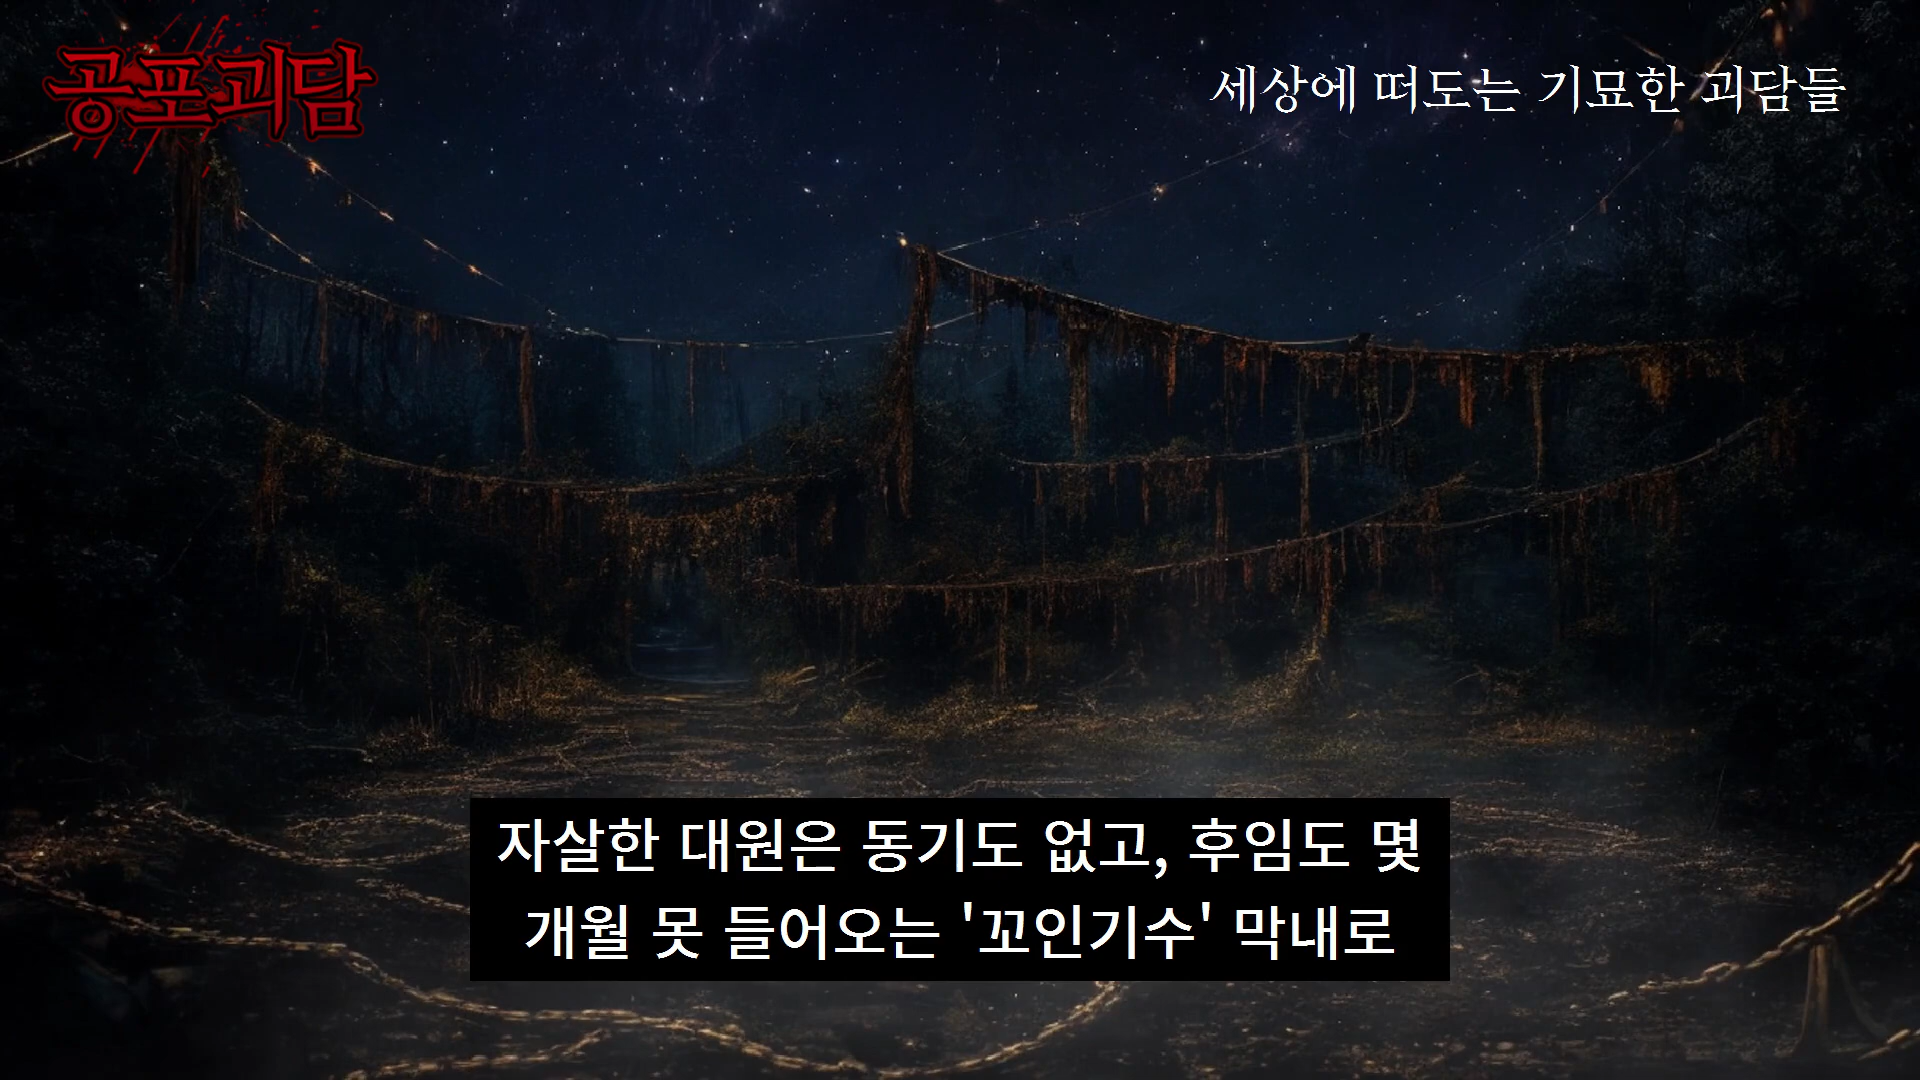 공포괴담
세상에 떠도는 기묘한 괴담들
자살한 대원은 동기도 없고, 후임도 몇
개월 못 들어오는 '꼬인기수' 막내로